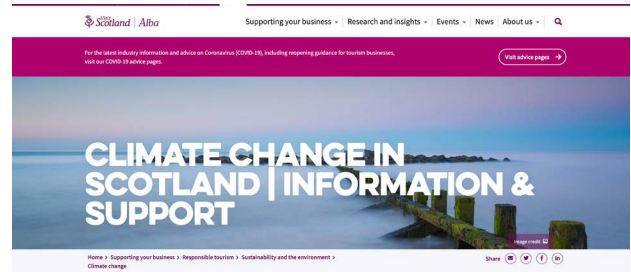 Visit
Scotland | Alba
Supporting your business
Research and insights
Events
News
About us
For the latest industry information and advice on Coronavirus (COVID-19), including reopening guidance for tourism businesses,
visit our COVID-19 advice pages.
Visit advice pages →
CLIMATE CHANGE IN
SCOTLAND | INFORMATION &
SUPPORT
Image credit
Home > Supporting your business > Responsible tourism > Sustainability and the environment >
Climate change
Share